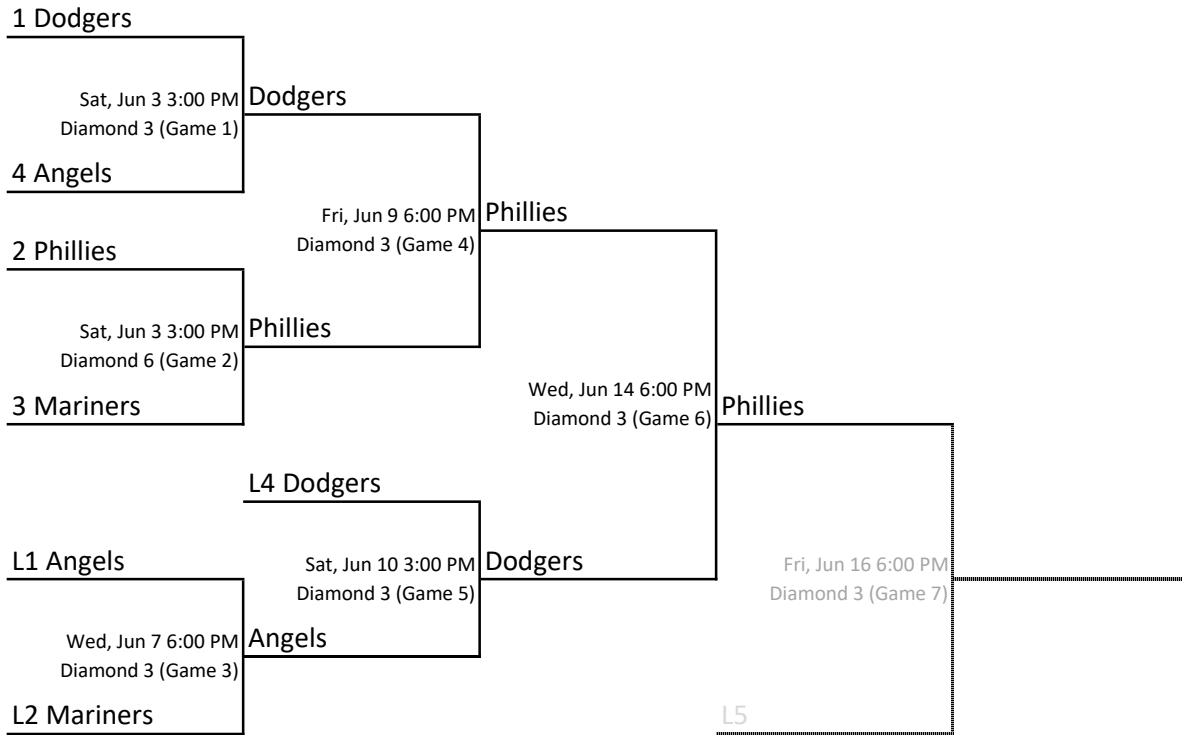 1 Dodgers
Sat, Jun 3 3:00 PM
Diamond 3 (Game 1)
Dodgers
4 Angels
Fri, Jun 9 6:00 PM
Diamond 3 (Game 4)
Phillies
2 Phillies
Sat, Jun 3 3:00 PM
Diamond 6 (Game 2)
Phillies
3 Mariners
Wed, Jun 14 6:00 PM
Diamond 3 (Game 6)
Phillies
L4 Dodgers
L1 Angels
Sat, Jun 10 3:00 PM
Diamond 3 (Game 5)
Dodgers
Fri, Jun 16 6:00 PM
Diamond 3 (Game 7)
Wed, Jun 7 6:00 PM
Diamond 3 (Game 3)
Angels
L2 Mariners
L5